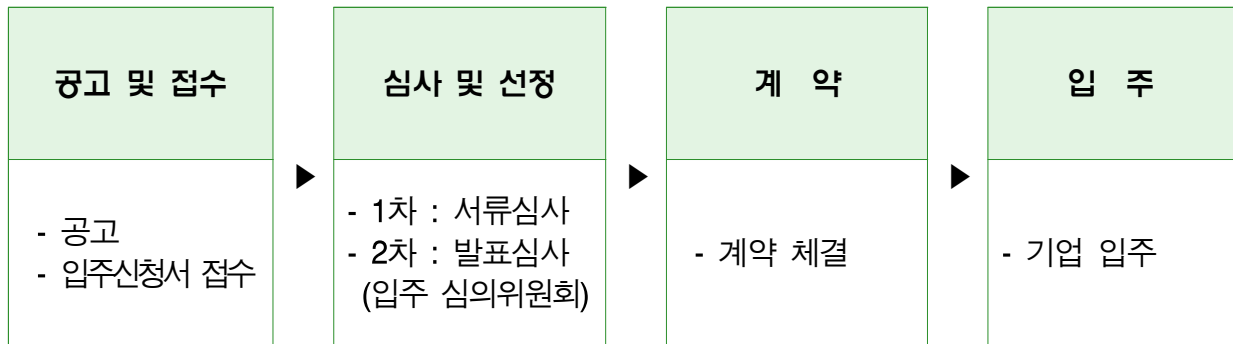 공고 및 접수
- 공고
- 입주신청서 접수
▶
심사 및 선정
- 1차 : 서류심사
- 2차 : 발표심사
(입주 심의위원회)
▶
계 약
- 계약 체결
▶
입 주
- 기업 입주